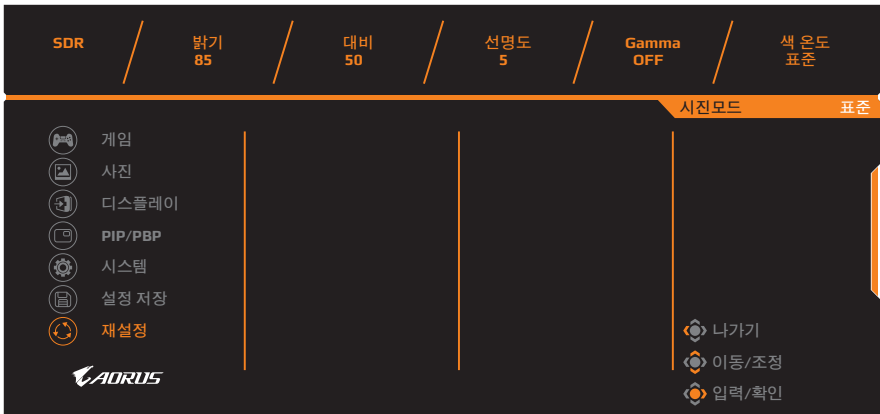 SDR
밝기
85
대비
50
선명도
5
Gamma
OFF
색 온도
표준
시진모드 표준
게임
사진
디스플레이
PIP/PBP
시스템
설정 저장
재설정
AORUS
나가기
이동/조정
입력/확인